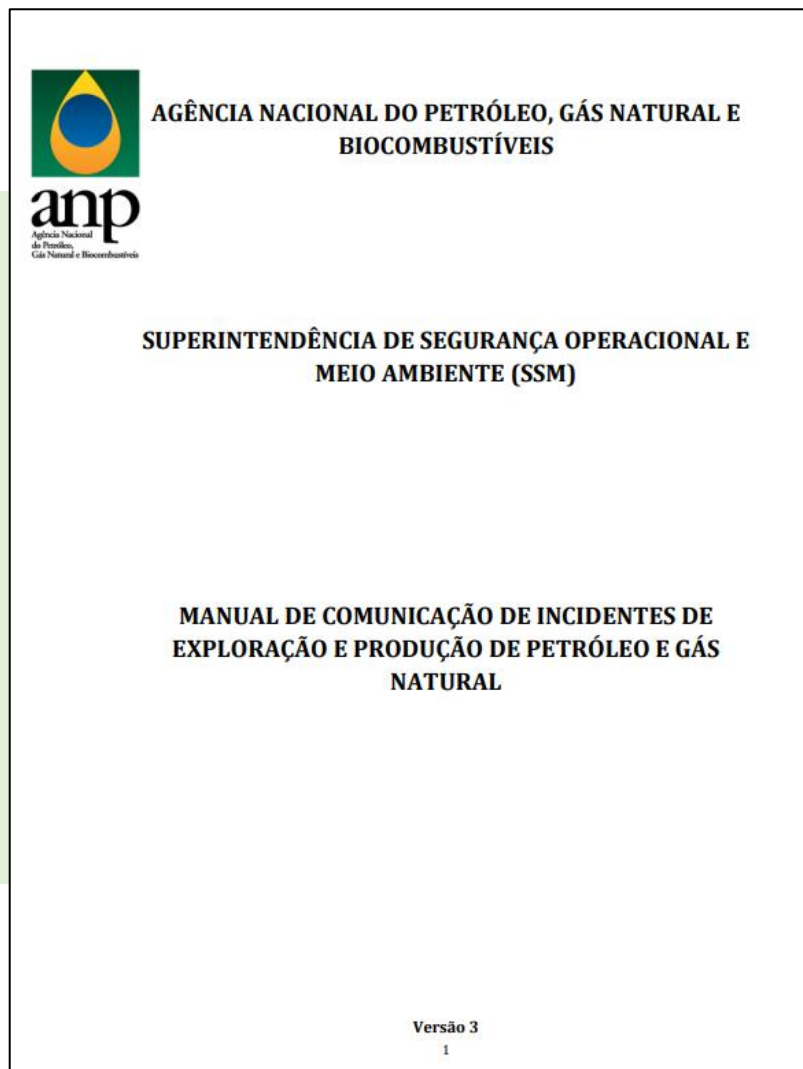 AGÊNCIA NACIONAL DO PETRÓLEO, GÁS NATURAL E
BIOCOMBUSTÍVEIS
anp
Agência Nacional
do Petróleo,
Gás Natural e Biocombustíveis
SUPERINTENDÊNCIA DE SEGURANÇA OPERACIONAL E
MEIO AMBIENTE (SSM)
MANUAL DE COMUNICAÇÃO DE INCIDENTES DE
EXPLORAÇÃO E PRODUÇÃO DE PETRÓLEO E GÁS
NATURAL
Versão 3
1